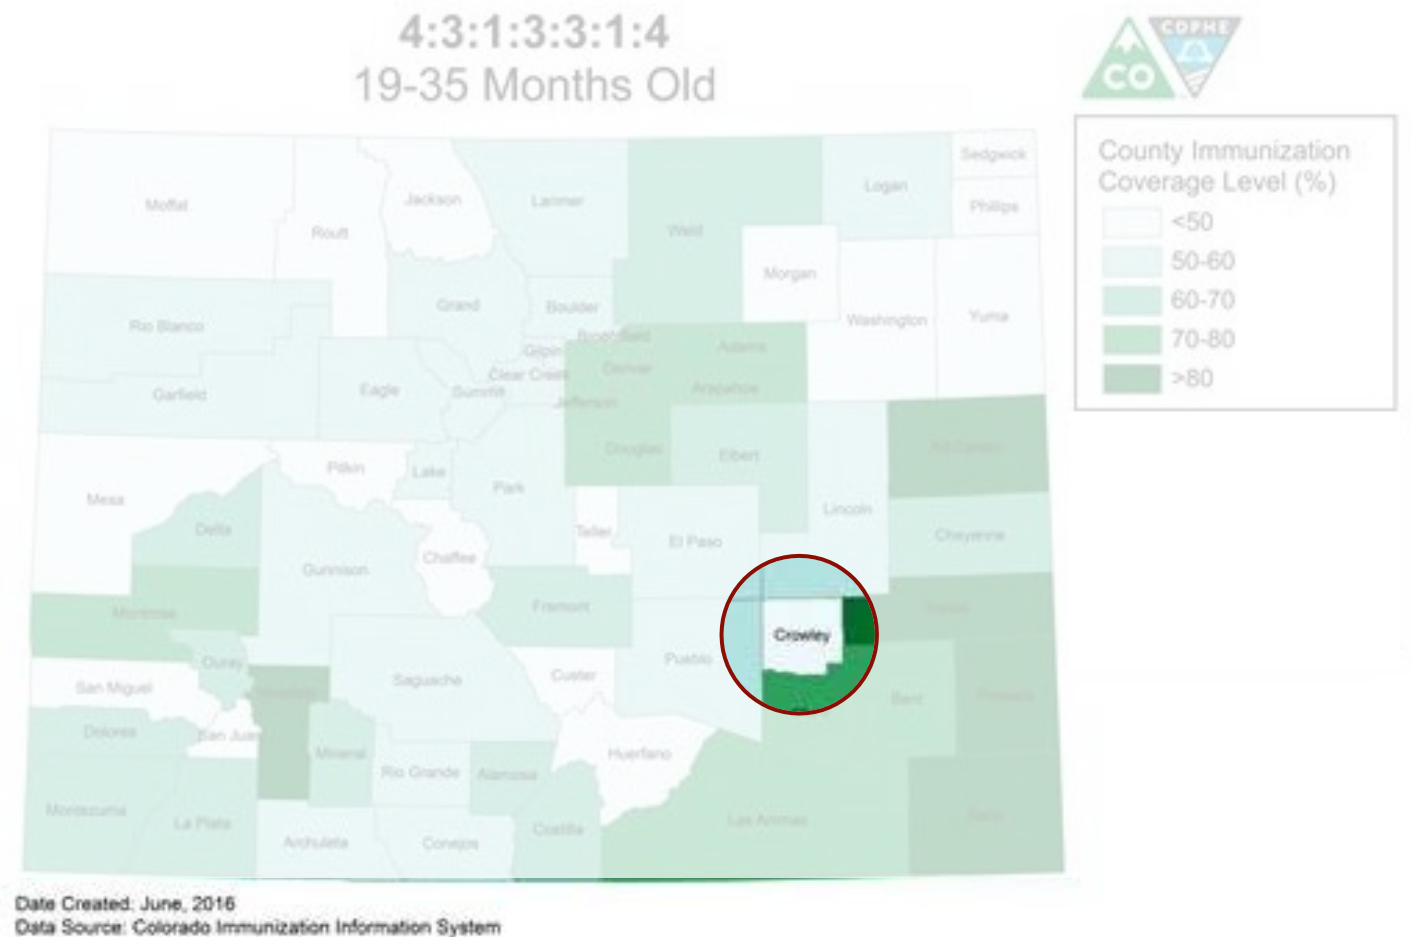 4:3:1:3:3:1:4
19-35 Months Old
CO
CDPHE
County Immunization
Coverage Level (%)
<50
50-60
60-70
70-80
>80
Sedgwick
Logan
Phillips
Moffat
Jackson
Larimer
Routt
Weld
Morgan
Rio Blanco
Grand
Boulder
Washington
Yuma
Broomfield
Gilpin
Adams
Clear Creek
Denver
Garfield
Eagle
Summit
Arapahoe
Jefferson
Pitkin
Lake
Douglas
Elbert
Kit Carson
Mesa
Park
Lincoln
Delta
Teller
El Paso
Cheyenne
Gunnison
Chaffee
Montrose
Fremont
Crowley
Ouray
Pueblo
San Miguel
Saguache
Custer
Bent
Prowers
Dolores
San Juan
Mineral
Huerfano
Rio Grande
Alamosa
Montezuma
La Plata
Archuleta
Conejos
Costilla
Las Animas
Baca
Date Created: June, 2016
Data Source: Colorado Immunization Information System